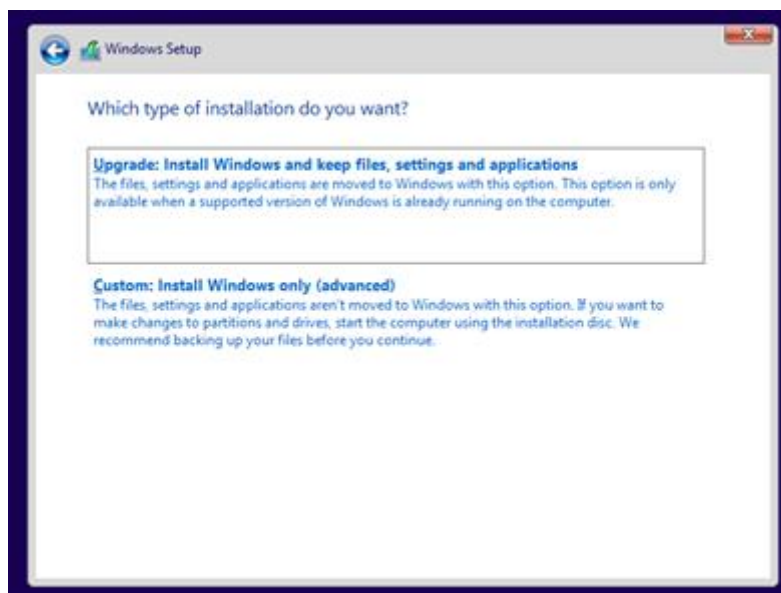 Windows Setup
Which type of installation do you want?
Upgrade: Install Windows and keep files, settings and applications
The files, settings and applications are moved to Windows with this option. This option is only
available when a supported version of Windows is already running on the computer.
Custom: Install Windows only (advanced)
The files, settings and applications aren't moved to Windows with this option. If you want to
make changes to partitions and drives, start the computer using the installation disc. We
recommend backing up your files before you continue.